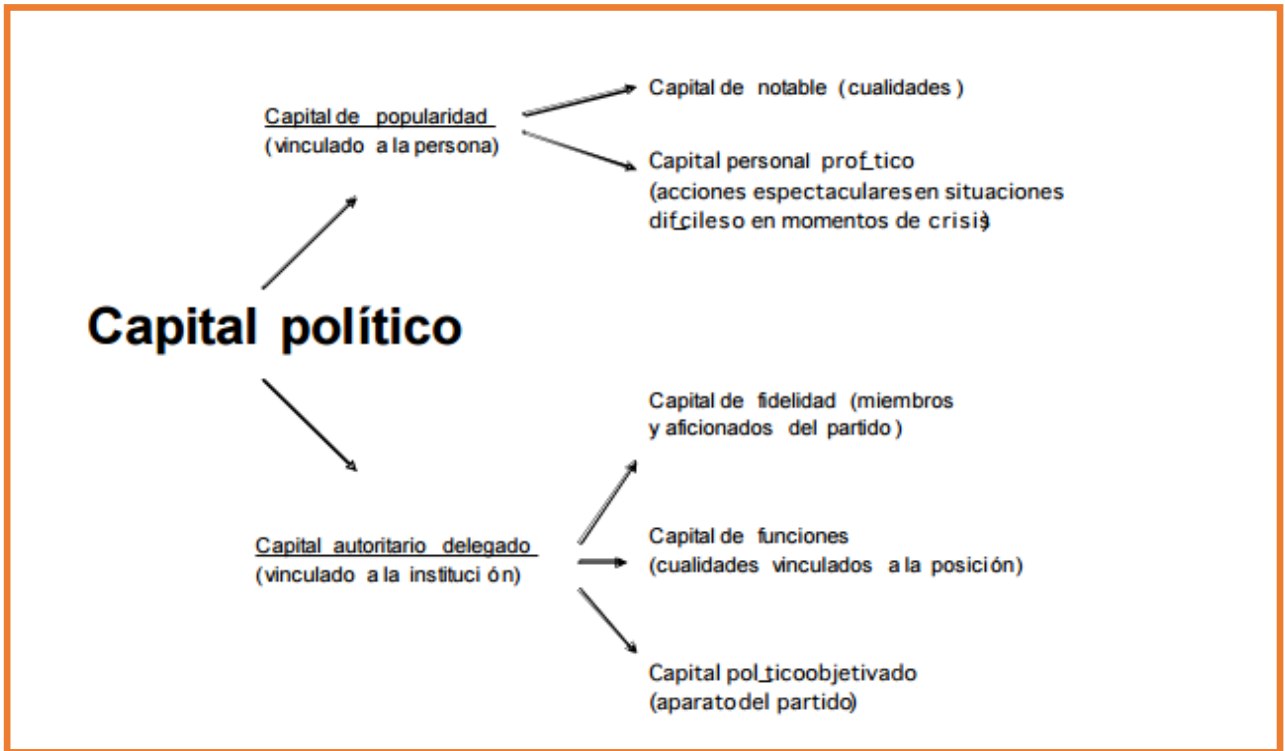 Capital de notable (cualidades )
Capital de popularidad
(vinculado a la persona)
Capital personal prof_tico
(acciones espectacularesen situaciones
dif_cileso en momentos de crisis)
Capital político
Capital de fidelidad (miembros
y aficionados del partido )
Capital autoritario delegado
(vinculado a la instituci ón)
Capital de funciones
(cualidades vinculados a la posición)
Capital pol_ticoobjetivado
(aparatodel partido)